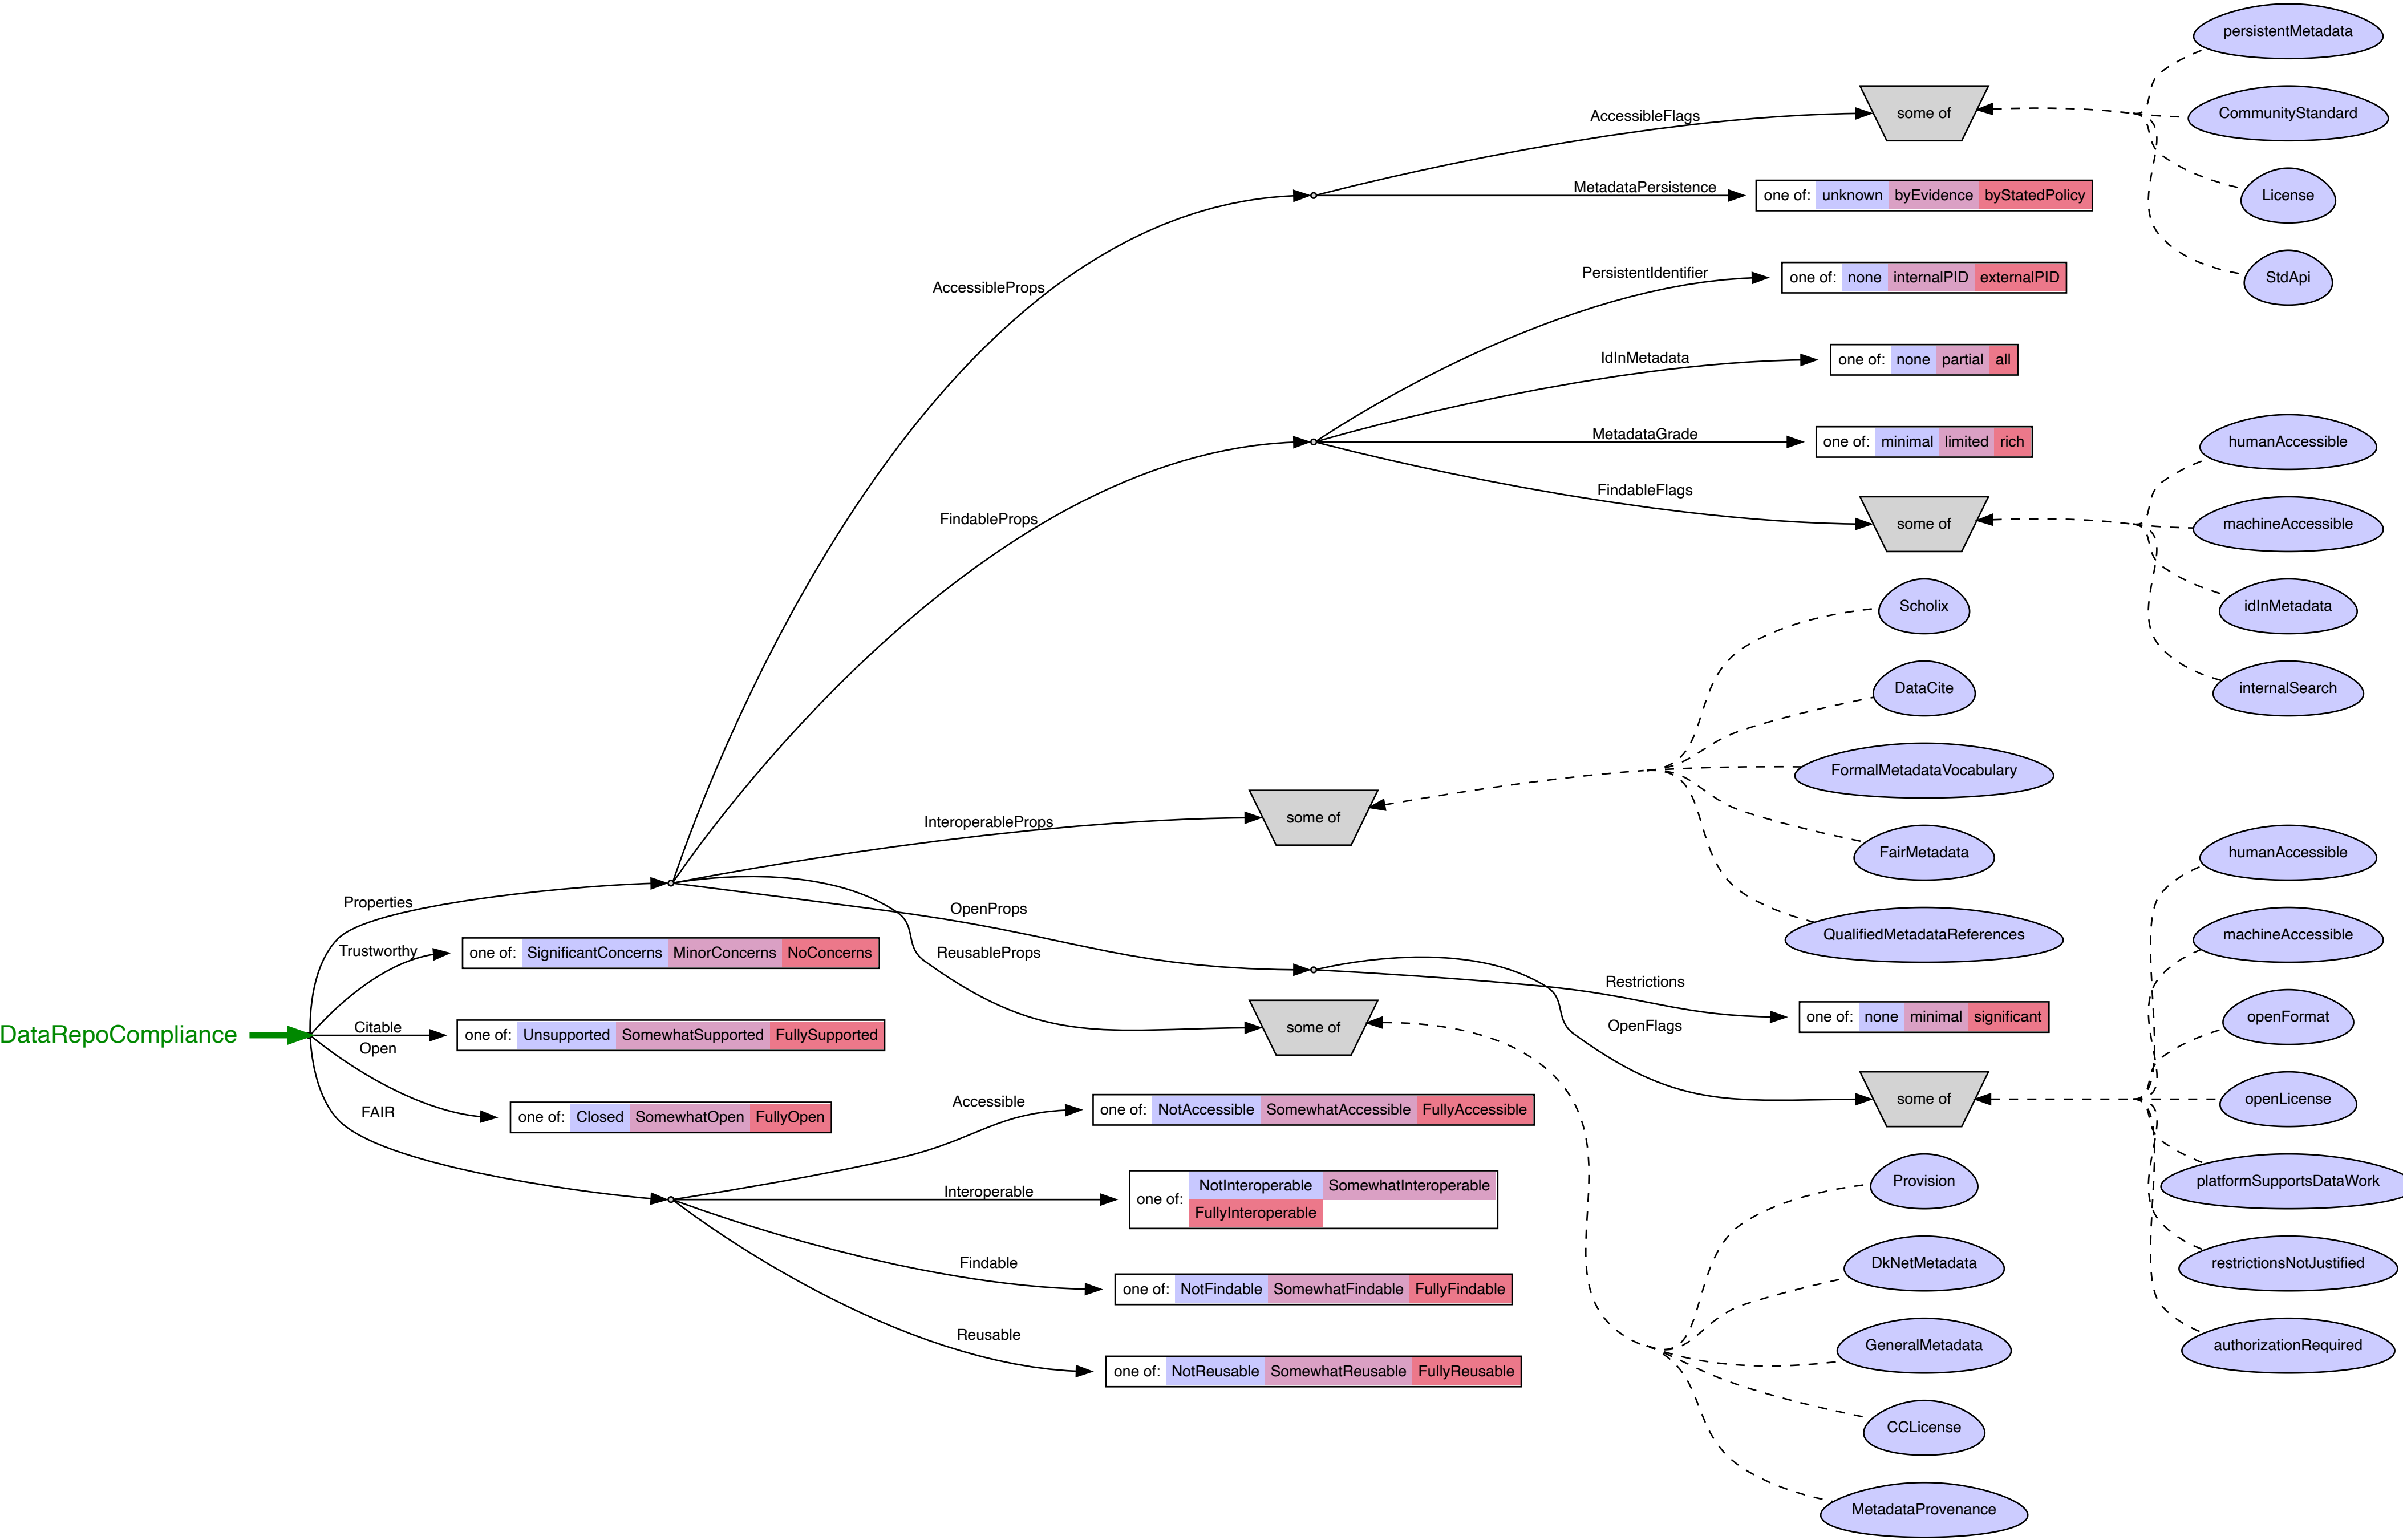 persistentMetadata
AccessibleFlags
some of
CommunityStandard
MetadataPersistence
one of: unknown byEvidence byStatedPolicy
License
PersistentIdentifier
one of: none internalPID externalPID
StdApi
AccessibleProps
IdInMetadata
one of: none partial all
MetadataGrade
one of: minimal limited rich
humanAccessible
FindableFlags
some of
machineAccessible
FindableProps
Scholix
idInMetadata
DataCite
internalSearch
FormalMetadataVocabulary
InteroperableProps
some of
FairMetadata
humanAccessible
Properties
OpenProps
QualifiedMetadataReferences
machineAccessible
Trustworthy
one of: SignificantConcerns MinorConcerns NoConcerns
ReusableProps
Restrictions
one of: none minimal significant
openFormat
some of
OpenFlags
DataRepoCompliance
Citable
one of: Unsupported SomewhatSupported FullySupported
Open
one of: Closed SomewhatOpen FullyOpen
FAIR
Accessible
one of: NotAccessible SomewhatAccessible FullyAccessible
some of
openLicense
Interoperable
one of: NotInteroperable SomewhatInteroperable
FullyInteroperable
Provision
platformSupportsDataWork
Findable
one of: NotFindable SomewhatFindable FullyFindable
DkNetMetadata
restrictionsNotJustified
Reusable
one of: NotReusable SomewhatReusable FullyReusable
GeneralMetadata
authorizationRequired
CCLicense
MetadataProvenance